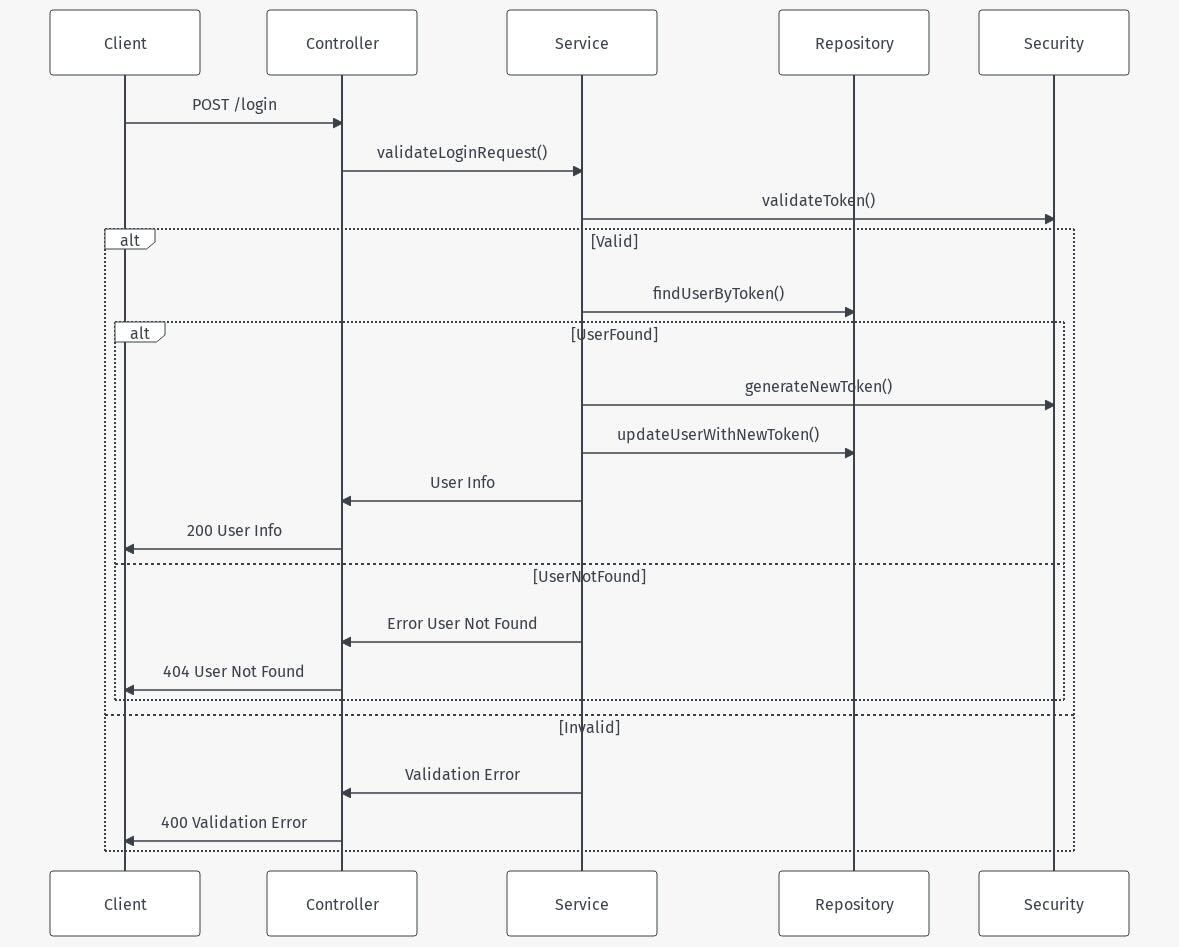 Client
Controller
Service
Repository
Security
POST /login
validateLoginRequest()
validateToken()
alt
[Valid]
findUserByToken()
alt
[UserFound]
generateNewToken()
updateUserWithNewToken()
User Info
200 User Info
[UserNotFound]
Error User Not Found
404 User Not Found
[Invalid]
Validation Error
400 Validation Error
Client
Controller
Service
Repository
Security